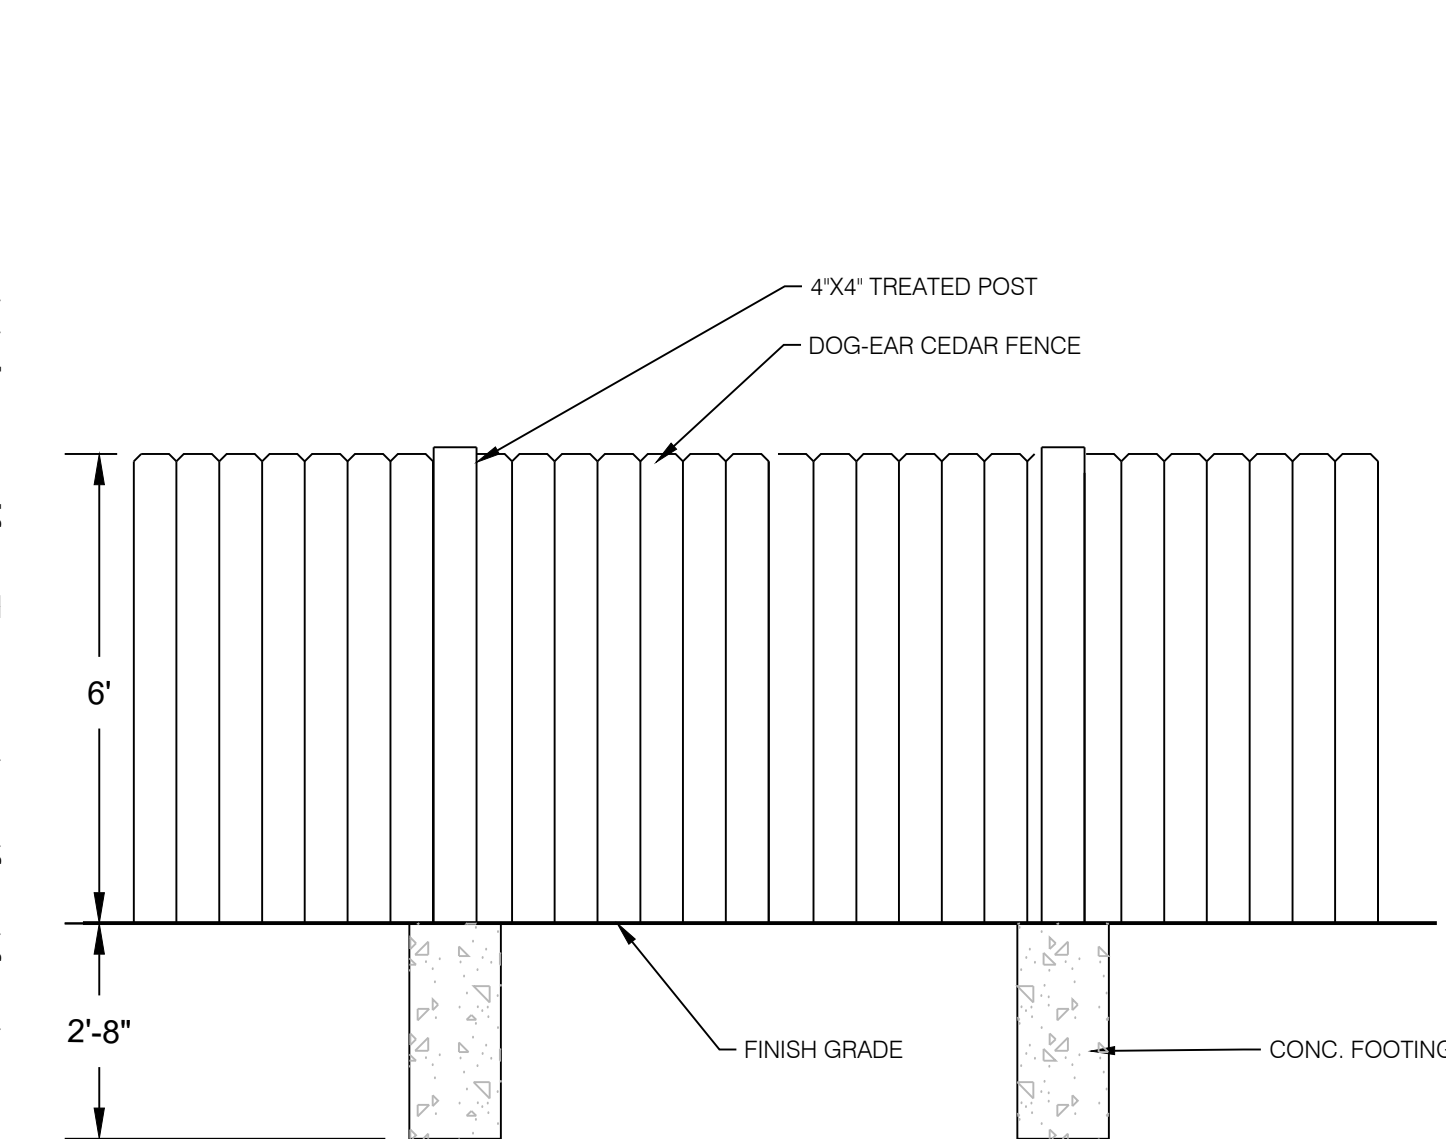 4"X4" TREATED POST
DOG-EAR CEDAR FENCE
6'
2'-8"
FINISH GRADE
CONC. FOOTING